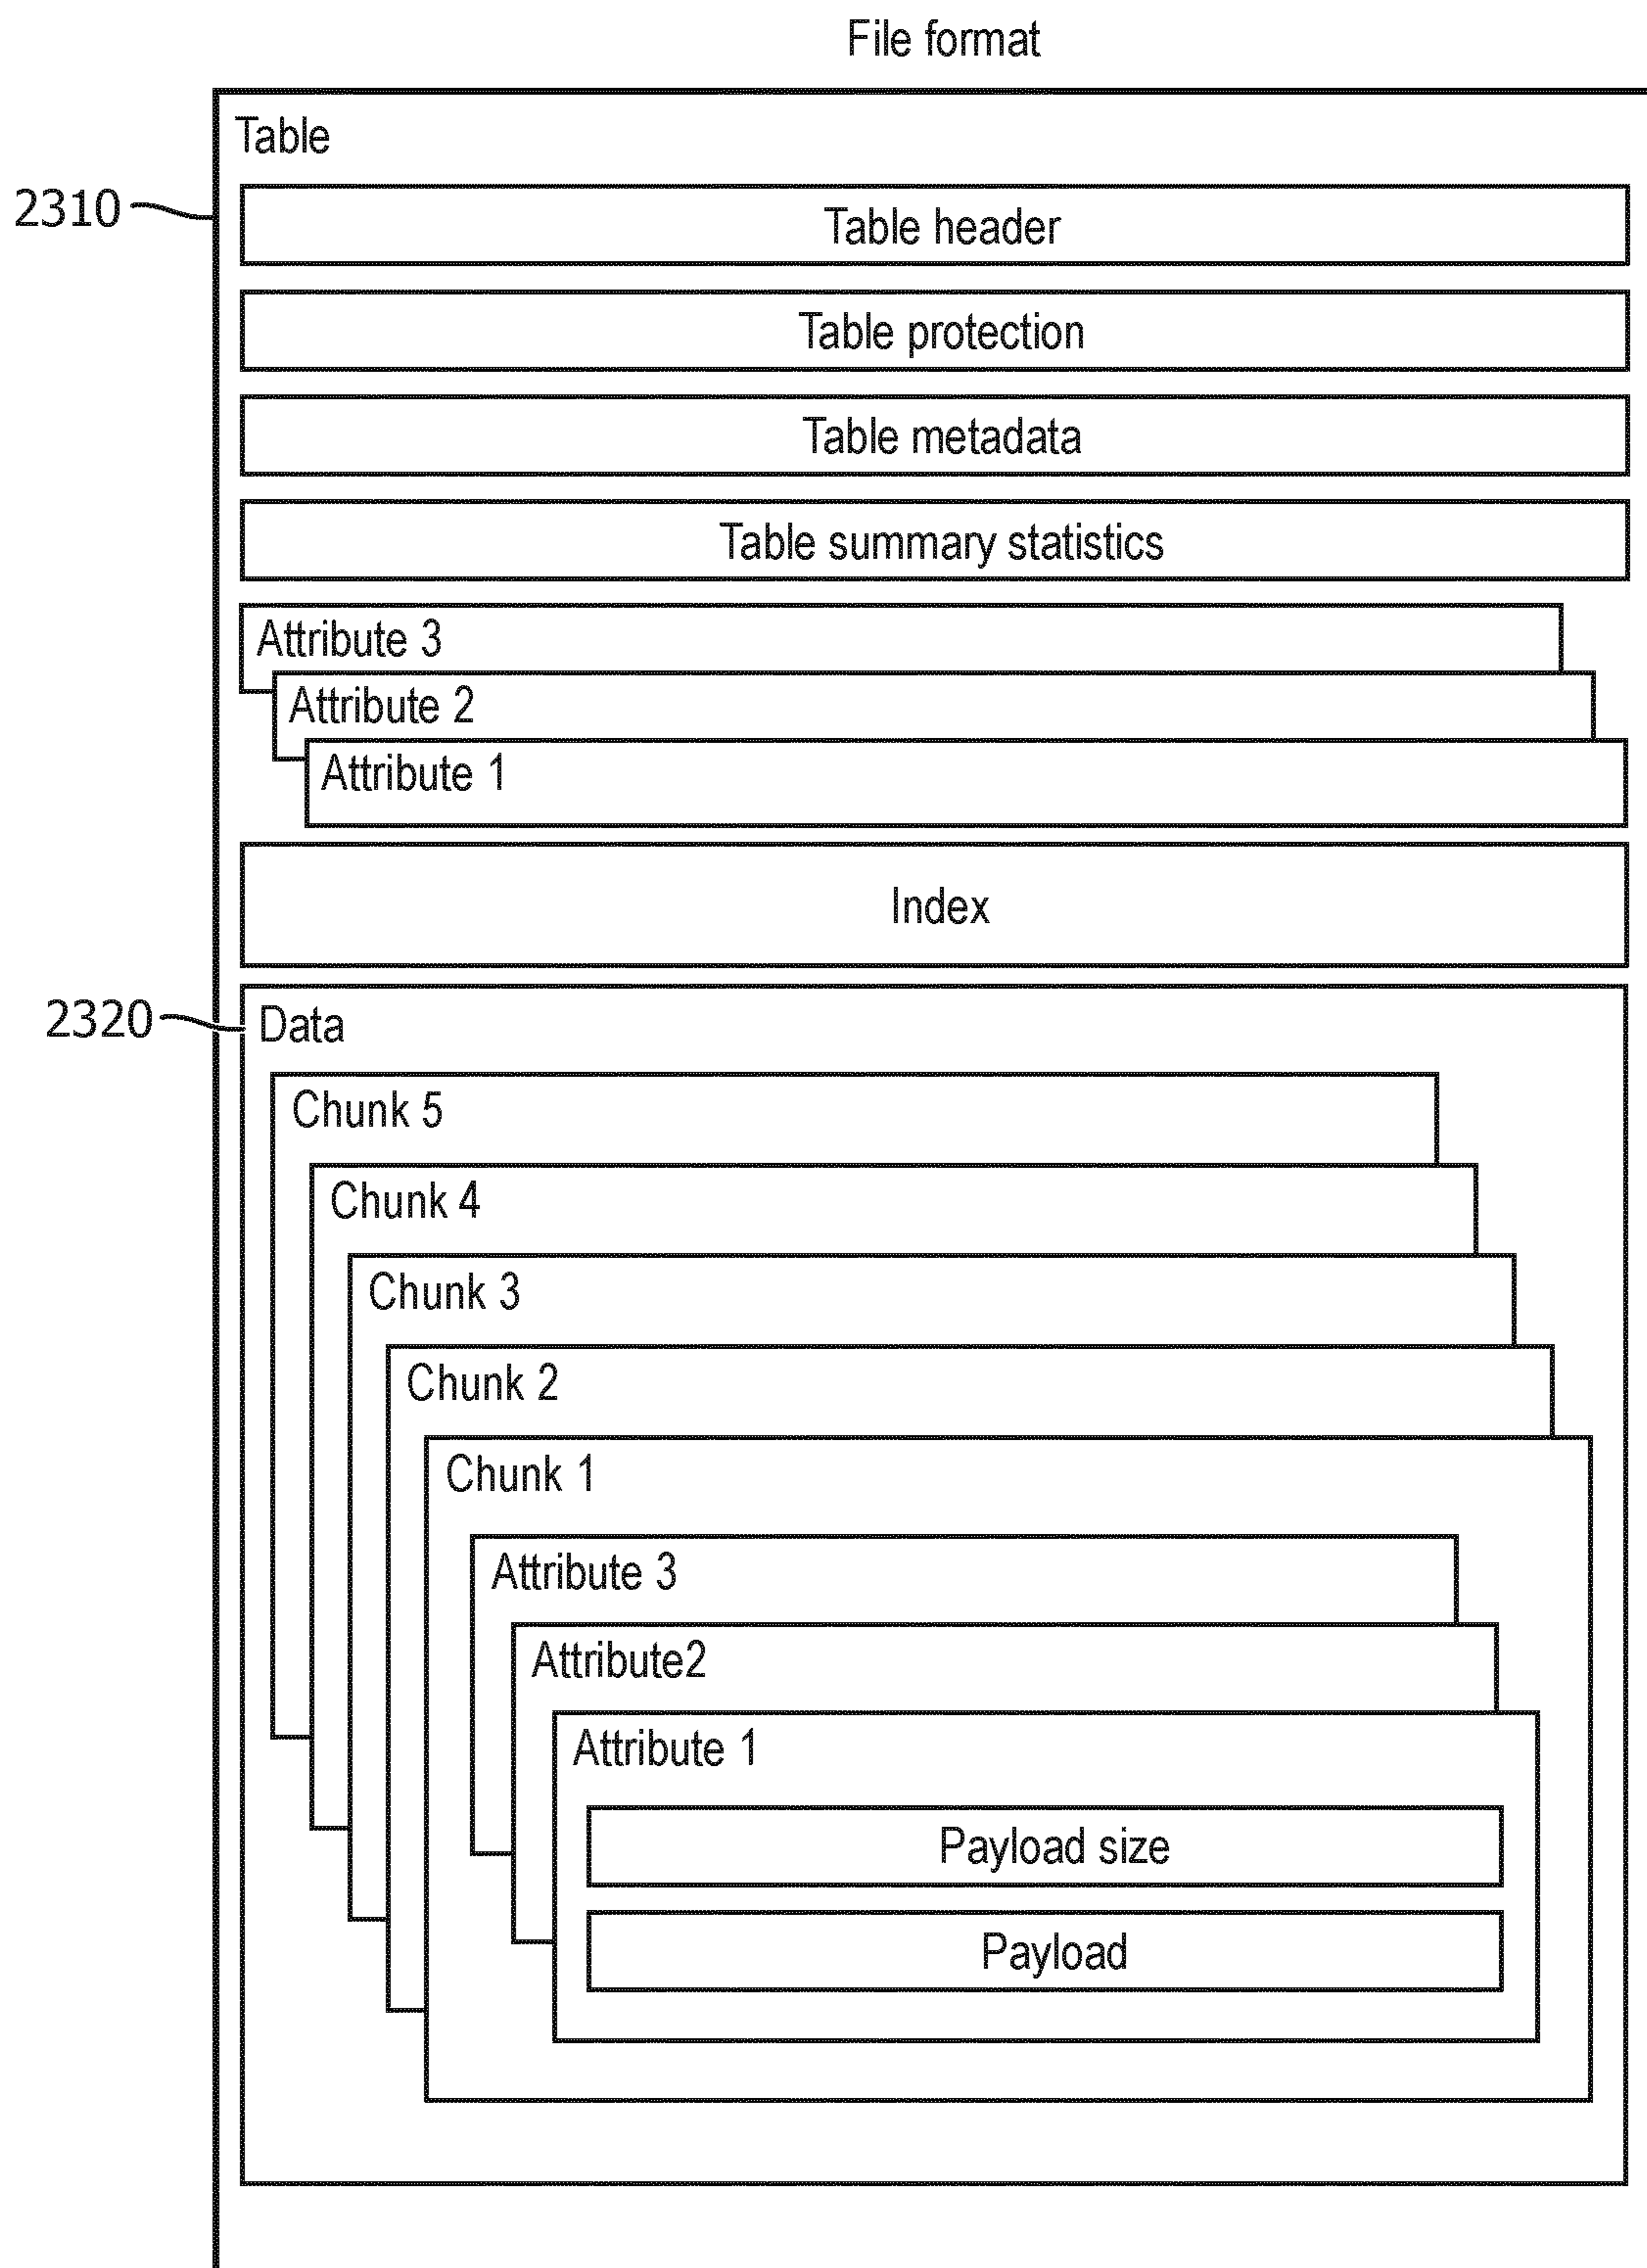 File format
Table
2310
Table header
Table protection
Table metadata
Table summary statistics
Attribute 3
Attribute 2
Attribute 1
Index
2320
Data
Chunk 5
Chunk 4
Chunk 3
Chunk 2
Chunk 1
Attribute 3
Attribute2
Attribute 1
Payload size
Payload